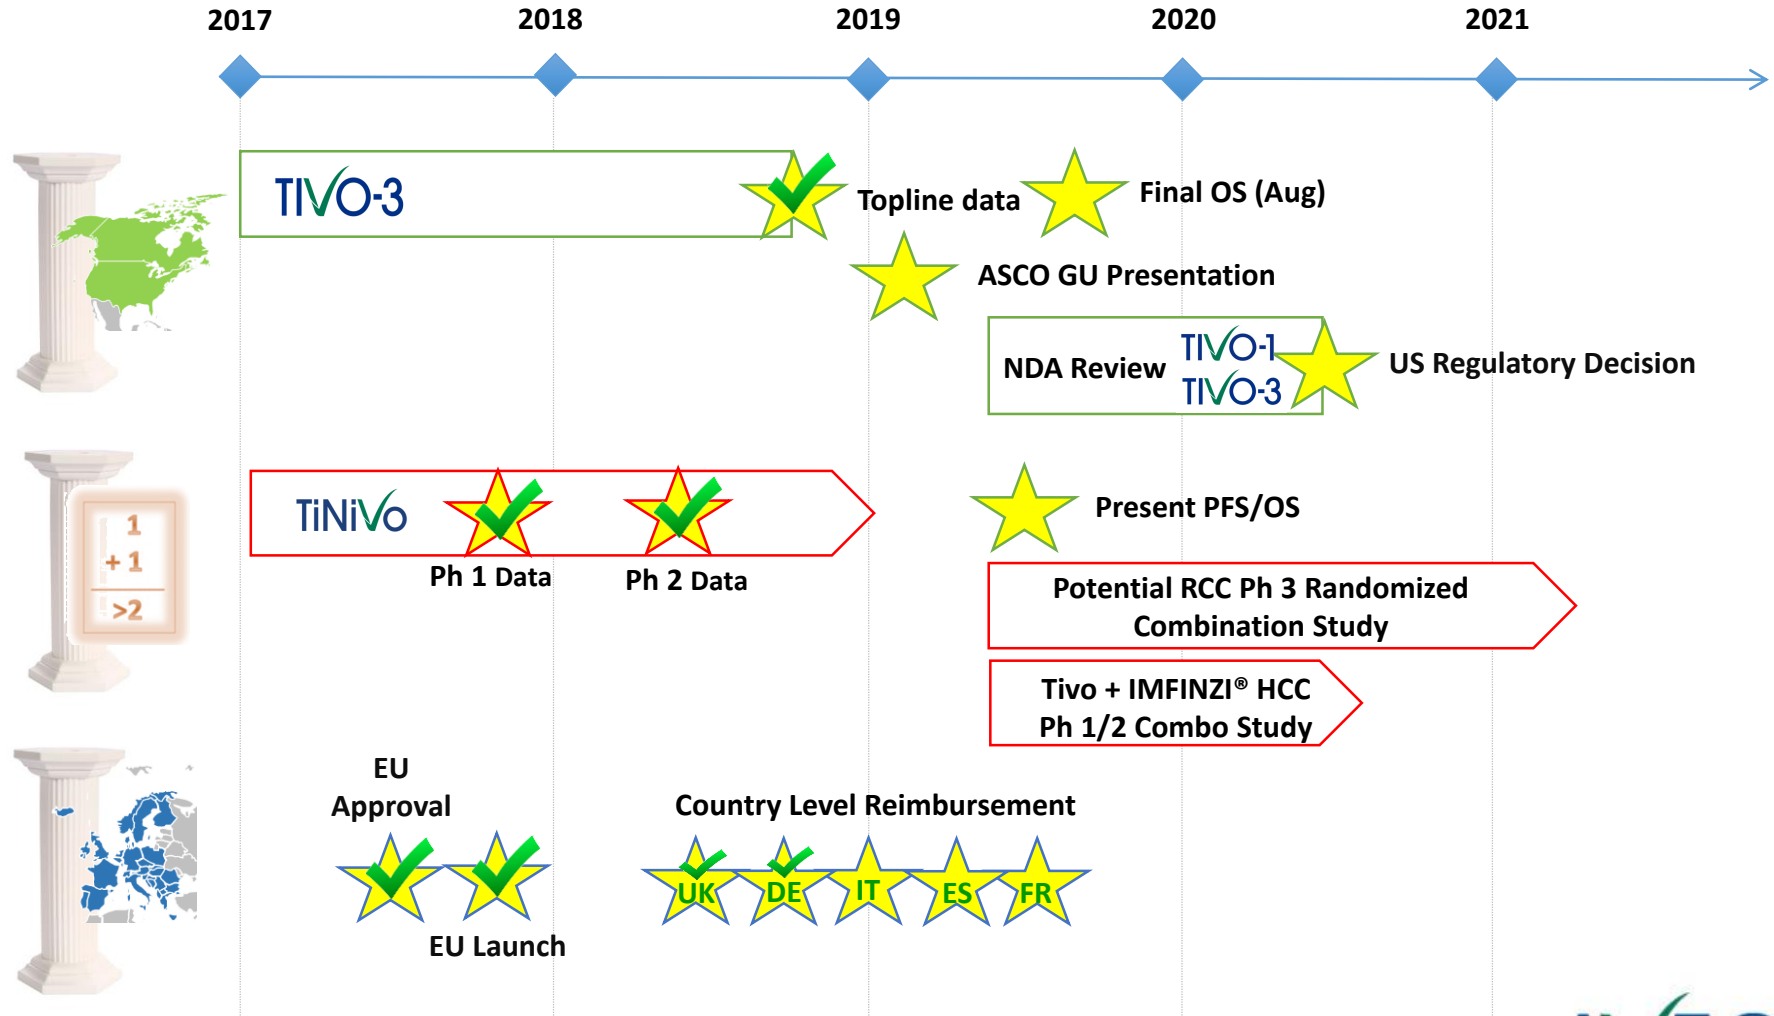 2017
2018
2019
2020
2021
TIVO-3
Topline data
Final OS (Aug)
ASCO GU Presentation
NDA Review
TIVO-1
TIVO-3
US Regulatory Decision
1
+ 1
>2
TiNiVo
Ph 1 Data
Ph 2 Data
Present PFS/OS
Potential RCC Ph 3 Randomized
Combination Study
Tivo + IMFINZI® HCC
Ph 1/2 Combo Study
EU
Approval
EU Launch
Country Level Reimbursement
UK
DE
IT
ES
FR